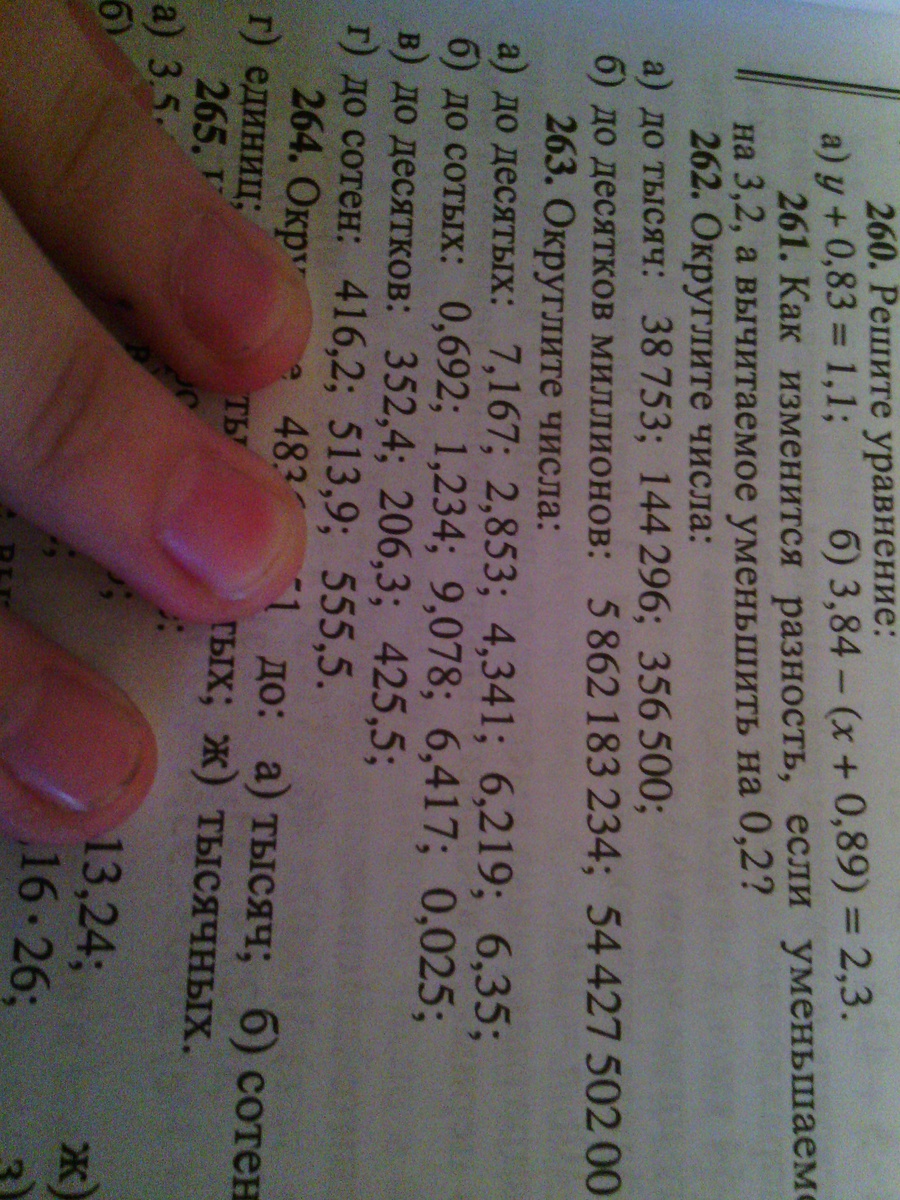 260. Решите уравнение:
а) y + 0,83 = 1,1; б) 3,84 – (x + 0,89) = 2,3.
261. Как изменится разность, если уменьшаемо
на 3,2, а вычитаемое уменьшить на 0,2?
262. Округлите числа:
а) до тысяч: 38 753; 144 296; 356 500;
б) до десятков миллионов: 5 862 183 234; 54 427 502 00
263. Округлите числа:
а) до десятых: 7,167; 2,853; 4,341; 6,219; 6,35;
б) до сотых: 0,692; 1,234; 9,078; 6,417; 0,025;
в) до десятков: 352,4; 206,3; 425,5;
г) до сотен: 416,2; 513,9; 555,5.
264. до: а) тысяч; б) сотен
г) единиц; ж) тысячных.
265.
а) 3,5 13,24; ж)
б) 16 · 26; з)